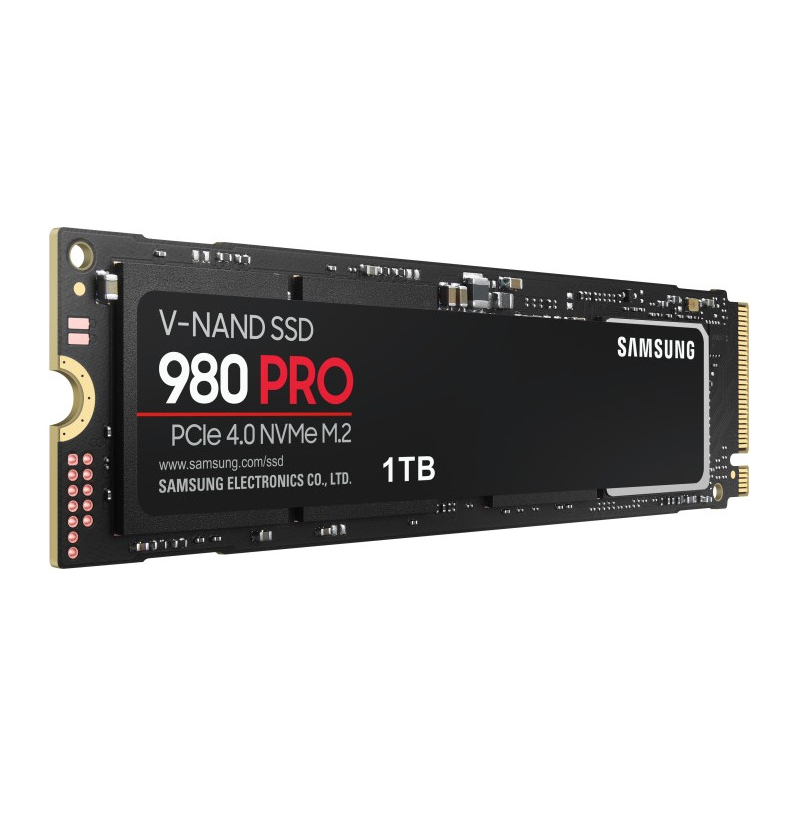 V-NAND SSD
980 PRO
PCIe 4.0 NVMe M.2
www.samsung.com/ssd
SAMSUNG ELECTRONICS CO., LTD.
1TB
SAMSUNG